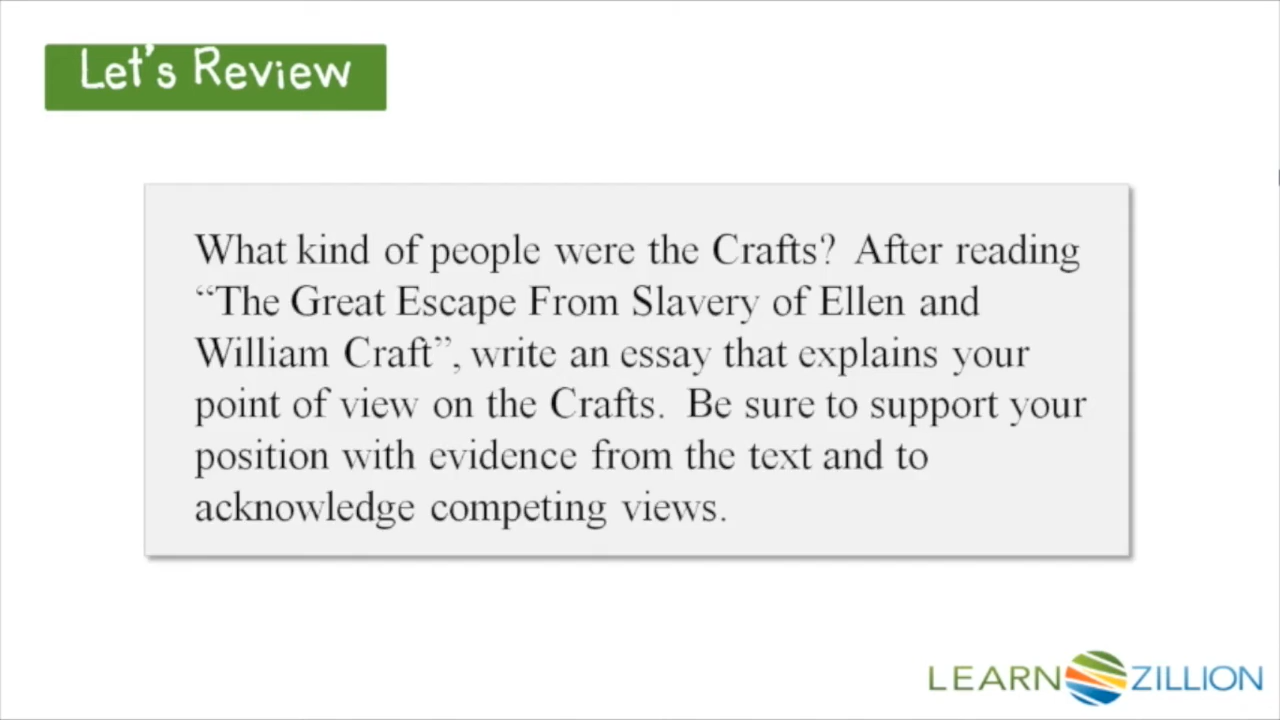 Let's Review
What kind of people were the Crafts?  After reading
“The Great Escape From Slavery of Ellen and
William Craft”, write an essay that explains your
point of view on the Crafts.  Be sure to support your
position with evidence from the text and to
acknowledge competing views.
LEARN ZILLION